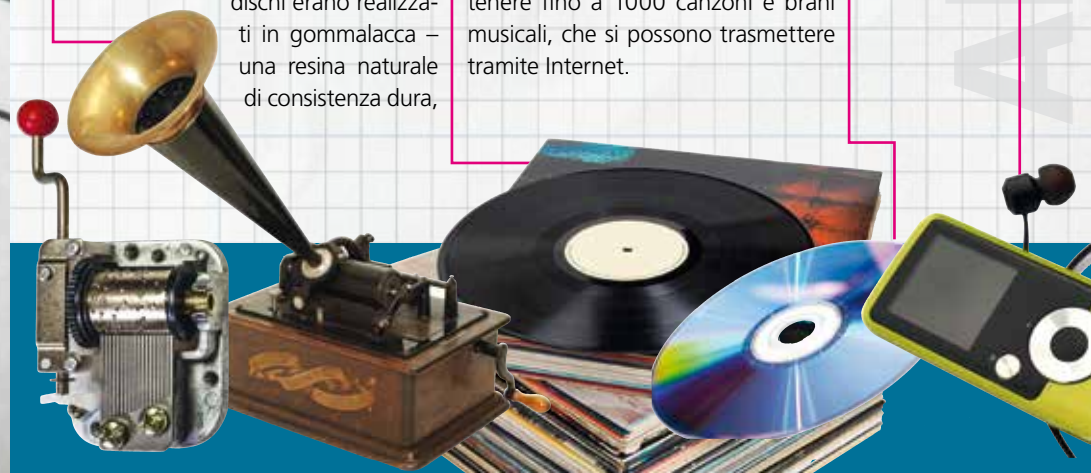 dischi erano realizza-
ti in gommalacca –
una resina naturale
di consistenza dura,
tenere fino a 1000 canzoni e brani
musicali, che si possono trasmettere
tramite Internet.